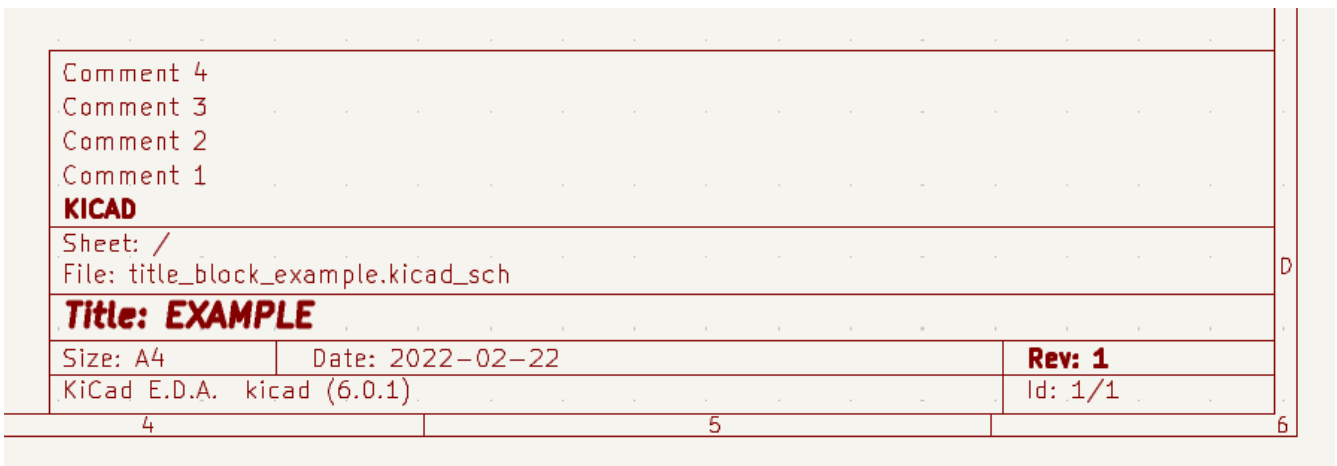 Comment 4
Comment 3
Comment 2
Comment 1
KICAD
Sheet: /
File: title_block_example.kicad_sch
D
Title: EXAMPLE
Size: A4 Date: 2022-02-22 Rev: 1
KiCad E.D.A. kicad (6.0.1) Id: 1/1
4 5 6